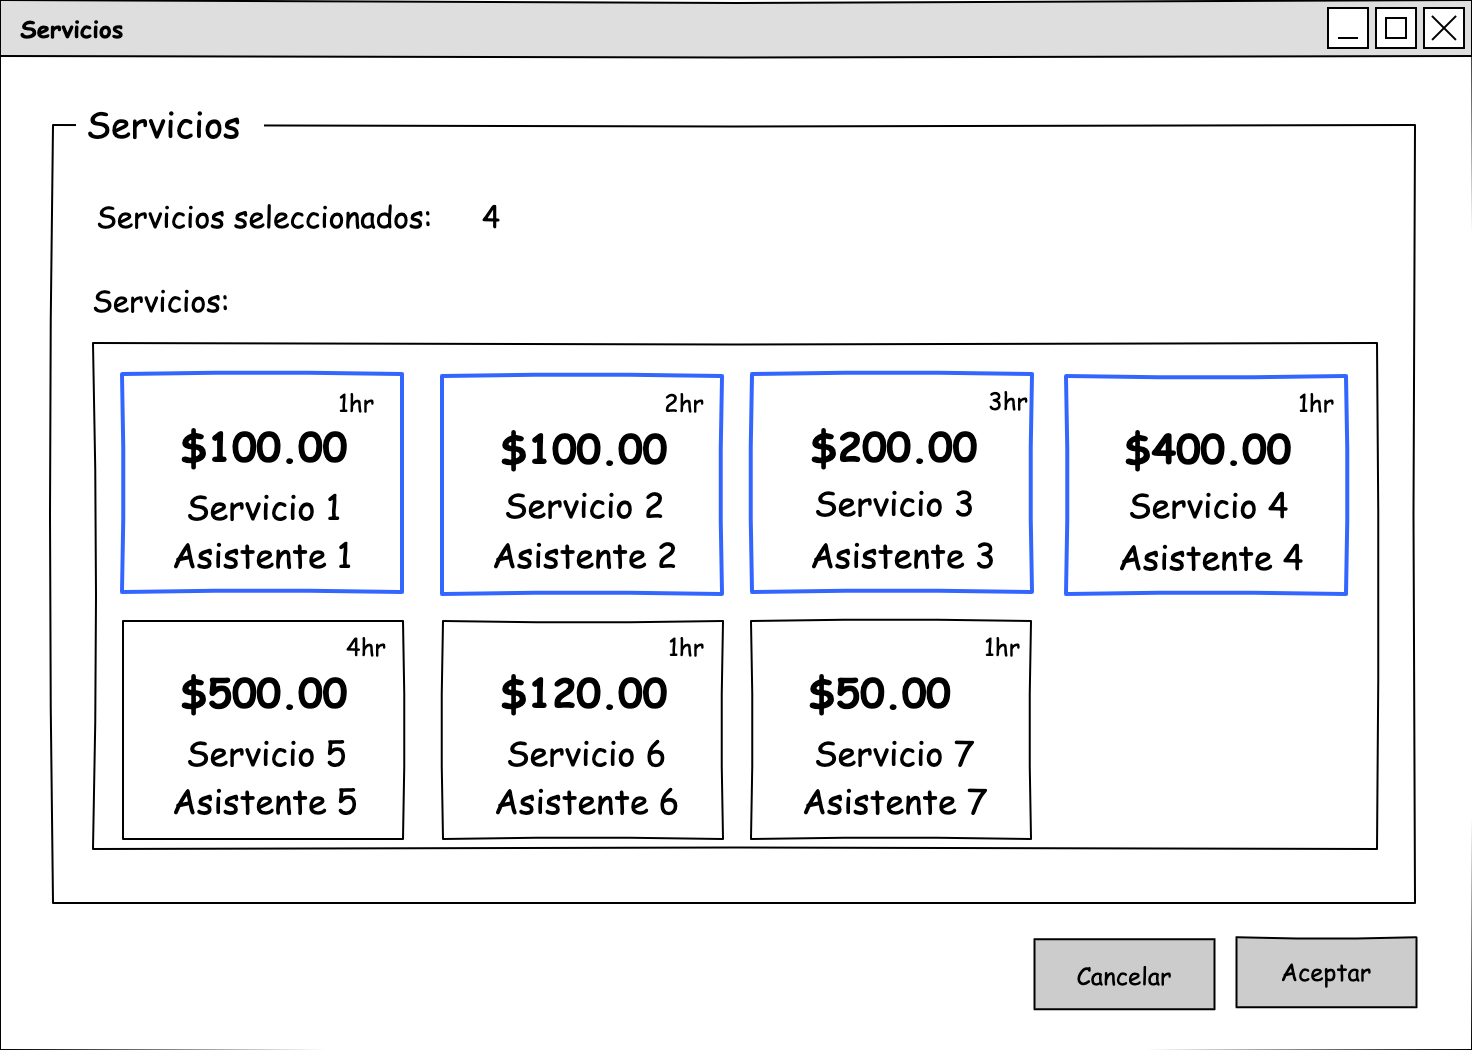 Servicios
Servicios
Servicios seleccionados: 4
Servicios:
1hr
$100.00
Servicio 1
Asistente 1
2hr
$100.00
Servicio 2
Asistente 2
3hr
$200.00
Servicio 3
Asistente 3
1hr
$400.00
Servicio 4
Asistente 4
4hr
$500.00
Servicio 5
Asistente 5
1hr
$120.00
Servicio 6
Asistente 6
1hr
$50.00
Servicio 7
Asistente 7
Cancelar
Aceptar